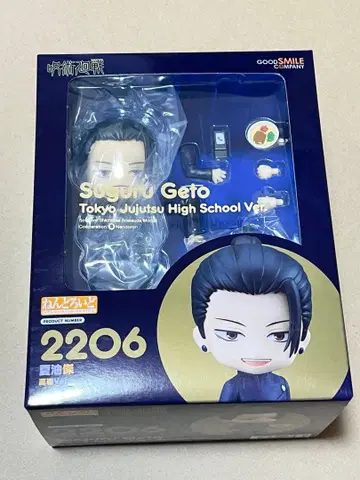 呪術廻戦
GOOD SMILE
COMPANY
Suguru Geto
Tokyo Jujutsu High School Ver.
ねんどろいど
PRODUCT NUMBER
2206
夏油傑